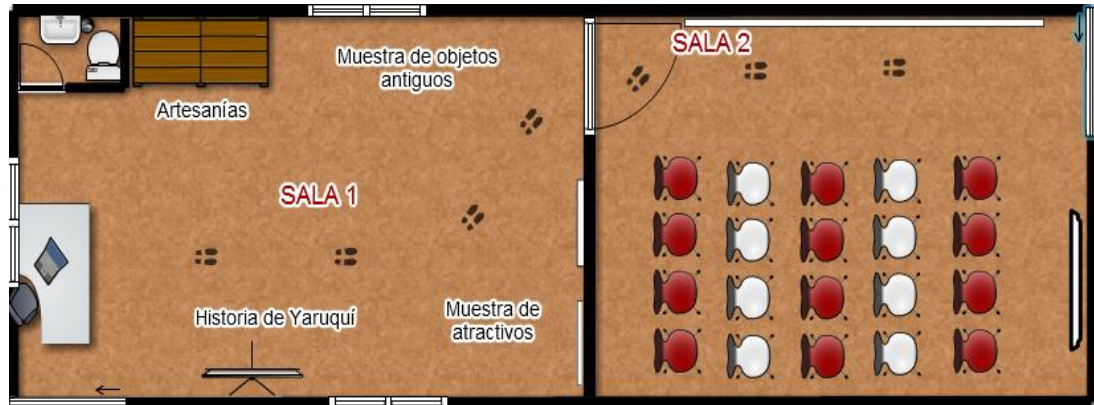 SALA 2
Muestra de objetos
antiguos
Artesanías
SALA 1
Historia de Yaruquí
Muestra de
atractivos